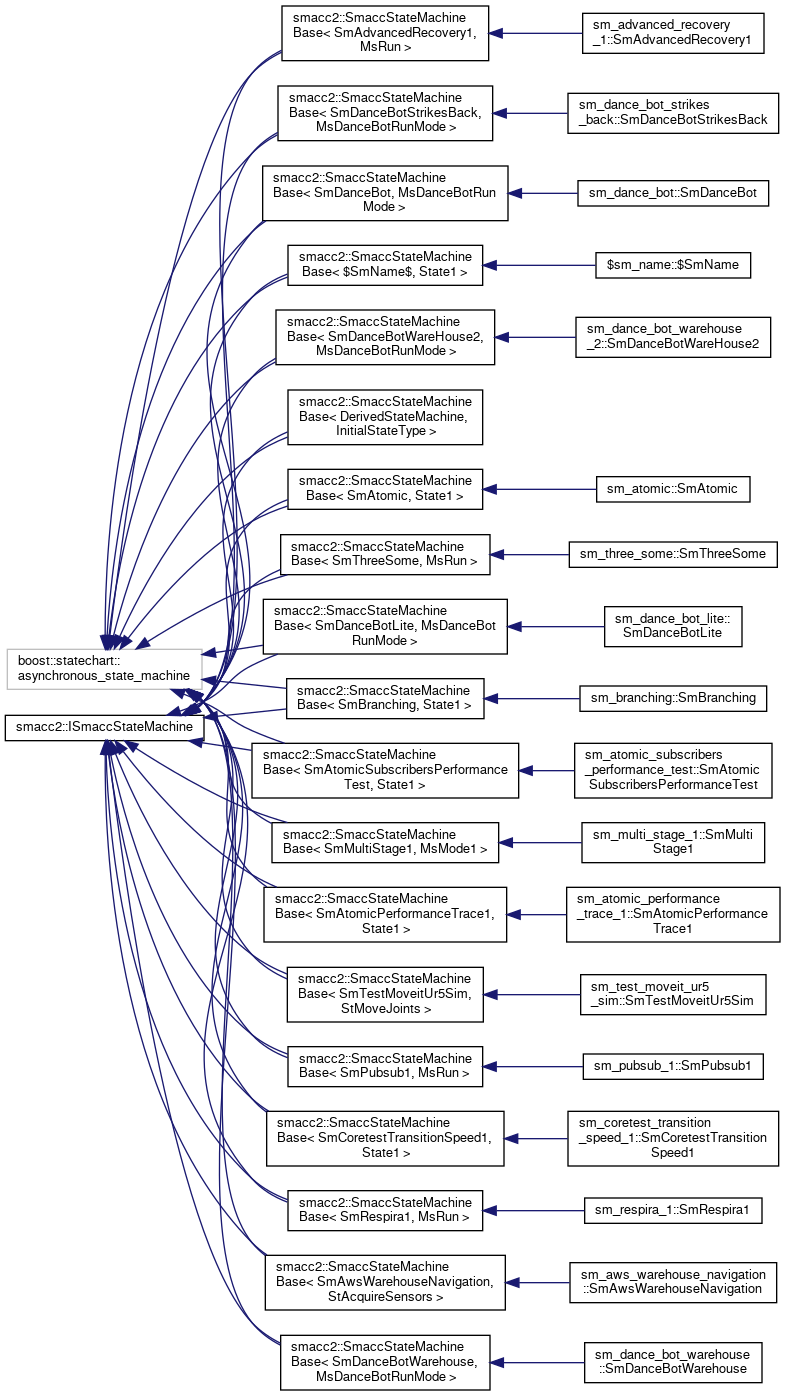 smacc2::SmaccStateMachine
Base< SmAdvancedRecovery1,
MsRun >
sm_advanced_recovery
_1::SmAdvancedRecovery1
smacc2::SmaccStateMachine
Base< SmDanceBotStrikesBack,
MsDanceBotRunMode >
sm_dance_bot_strikes
_back::SmDanceBotStrikesBack
smacc2::SmaccStateMachine
Base< SmDanceBot, MsDanceBotRun
Mode >
sm_dance_bot::SmDanceBot
smacc2::SmaccStateMachine
Base< $SmName$, State1 >
$sm_name::$SmName
smacc2::SmaccStateMachine
Base< SmDanceBotWareHouse2,
MsDanceBotRunMode >
sm_dance_bot_warehouse
_2::SmDanceBotWareHouse2
smacc2::SmaccStateMachine
Base< DerivedStateMachine,
InitialStateType >
smacc2::SmaccStateMachine
Base< SmAtomic, State1 >
sm_atomic::SmAtomic
smacc2::SmaccStateMachine
Base< SmThreeSome, MsRun >
sm_three_some::SmThreeSome
smacc2::SmaccStateMachine
Base< SmDanceBotLite, MsDanceBot
RunMode >
sm_dance_bot_lite::
SmDanceBotLite
boost::statechart::
asynchronous_state_machine
smacc2::SmaccStateMachine
Base< SmBranching, State1 >
sm_branching::SmBranching
smacc2::ISmaccStateMachine
smacc2::SmaccStateMachine
Base< SmAtomicSubscribersPerformance
Test, State1 >
sm_atomic_subscribers
_performance_test::SmAtomic
SubscribersPerformanceTest
smacc2::SmaccStateMachine
Base< SmMultiStage1, MsMode1 >
sm_multi_stage_1::SmMulti
Stage1
smacc2::SmaccStateMachine
Base< SmAtomicPerformanceTrace1,
State1 >
sm_atomic_performance
_trace_1::SmAtomicPerformance
Trace1
smacc2::SmaccStateMachine
Base< SmTestMoveitUr5Sim,
StMoveJoints >
sm_test_moveit_ur5
_sim::SmTestMoveitUr5Sim
smacc2::SmaccStateMachine
Base< SmPubsub1, MsRun >
sm_pubsub_1::SmPubsub1
smacc2::SmaccStateMachine
Base< SmCoretestTransitionSpeed1,
State1 >
sm_coretest_transition
_speed_1::SmCoretestTransition
Speed1
smacc2::SmaccStateMachine
Base< SmRespira1, MsRun >
sm_respira_1::SmRespira1
smacc2::SmaccStateMachine
Base< SmAwsWarehouseNavigation,
StAcquireSensors >
sm_aws_warehouse_navigation
::SmAwsWarehouseNavigation
smacc2::SmaccStateMachine
Base< SmDanceBotWarehouse,
MsDanceBotRunMode >
sm_dance_bot_warehouse
::SmDanceBotWarehouse